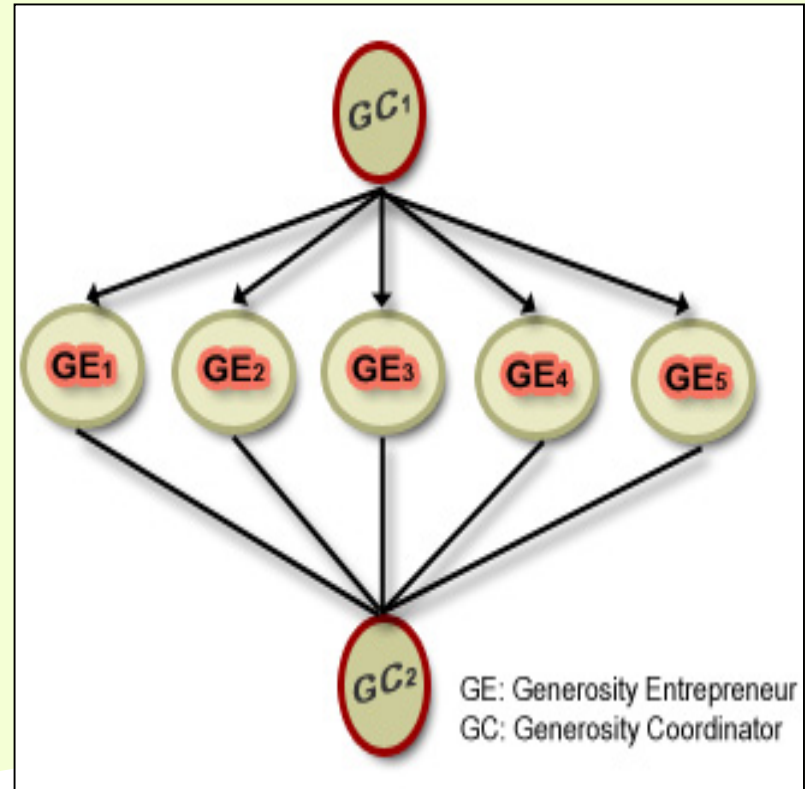 GC1
GE1 GE2 GE3 GE4 GE5
GC2
GE: Generosity Entrepreneur
GC: Generosity Coordinator